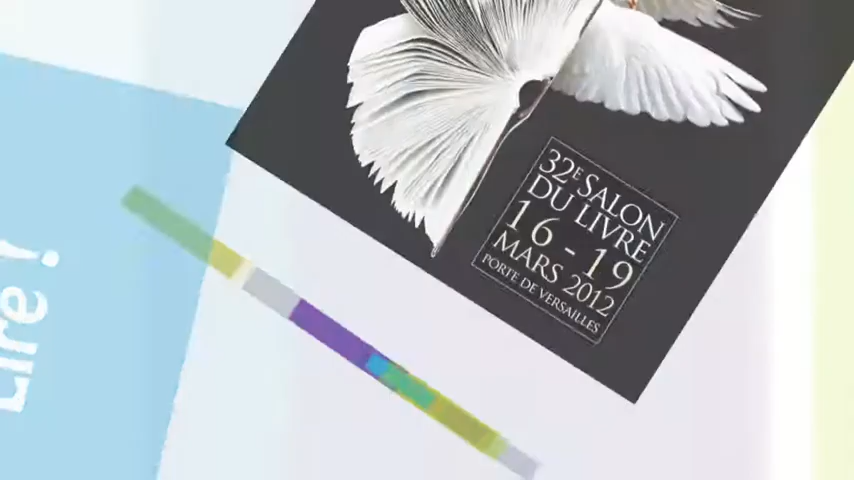 32E SALON
DU LIVRE
16 - 19
MARS 2012
PORTE DE VERSAILLES
Lire !